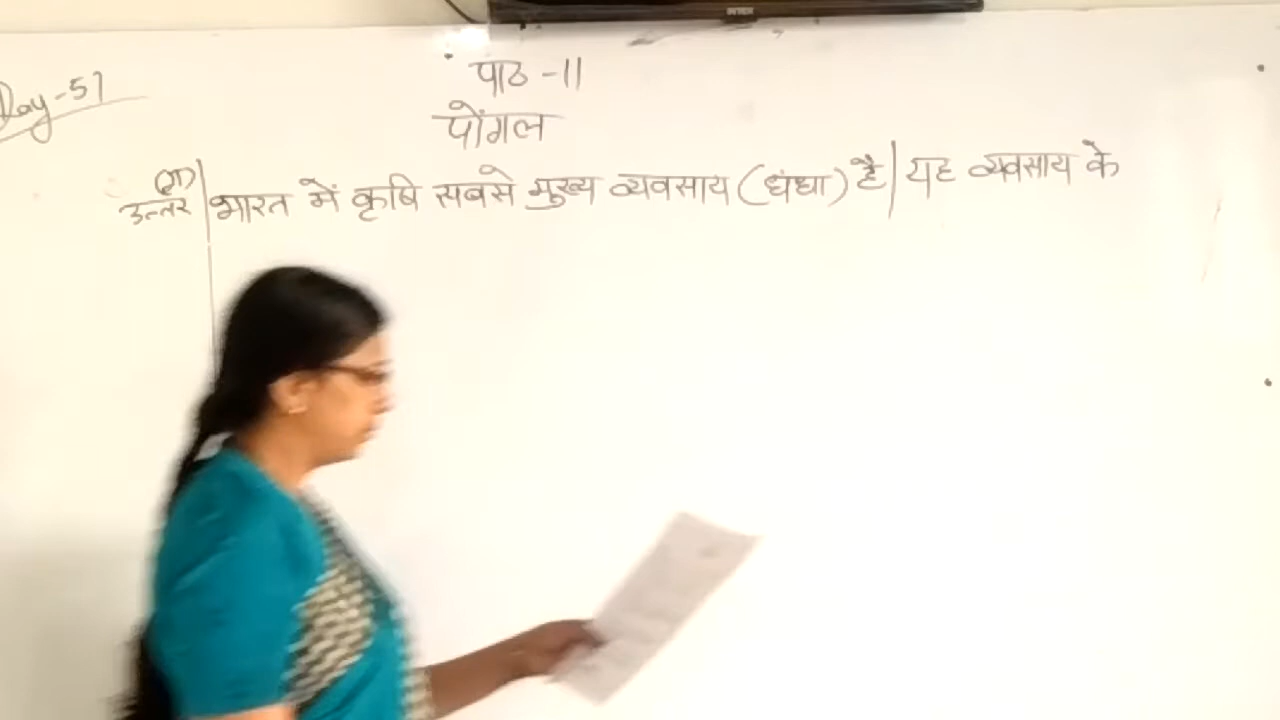 पाठ -11
Day-51
पोंगल
(ग)
उत्तर भारत में कृषि सबसे मुख्य व्यवसाय (धंधा) है| यह व्यवसाय के